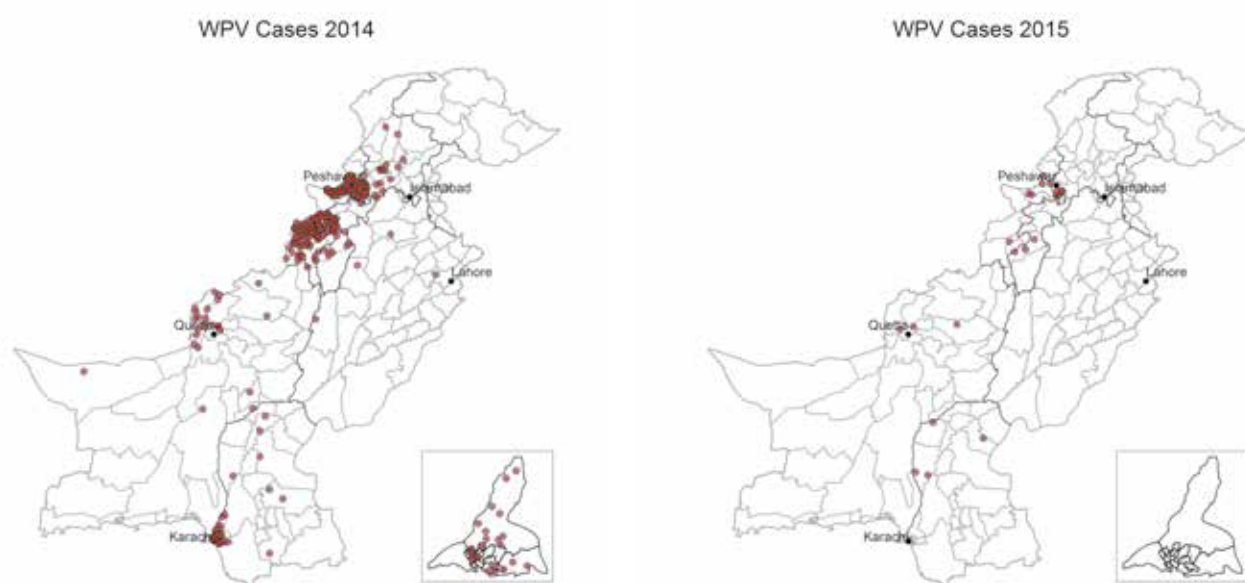 WPV Cases 2014
WPV Cases 2015
Peshawar
Islamabad
Lahore
Quetta
Karachi
Peshawar
Islamabad
Lahore
Quetta
Karachi